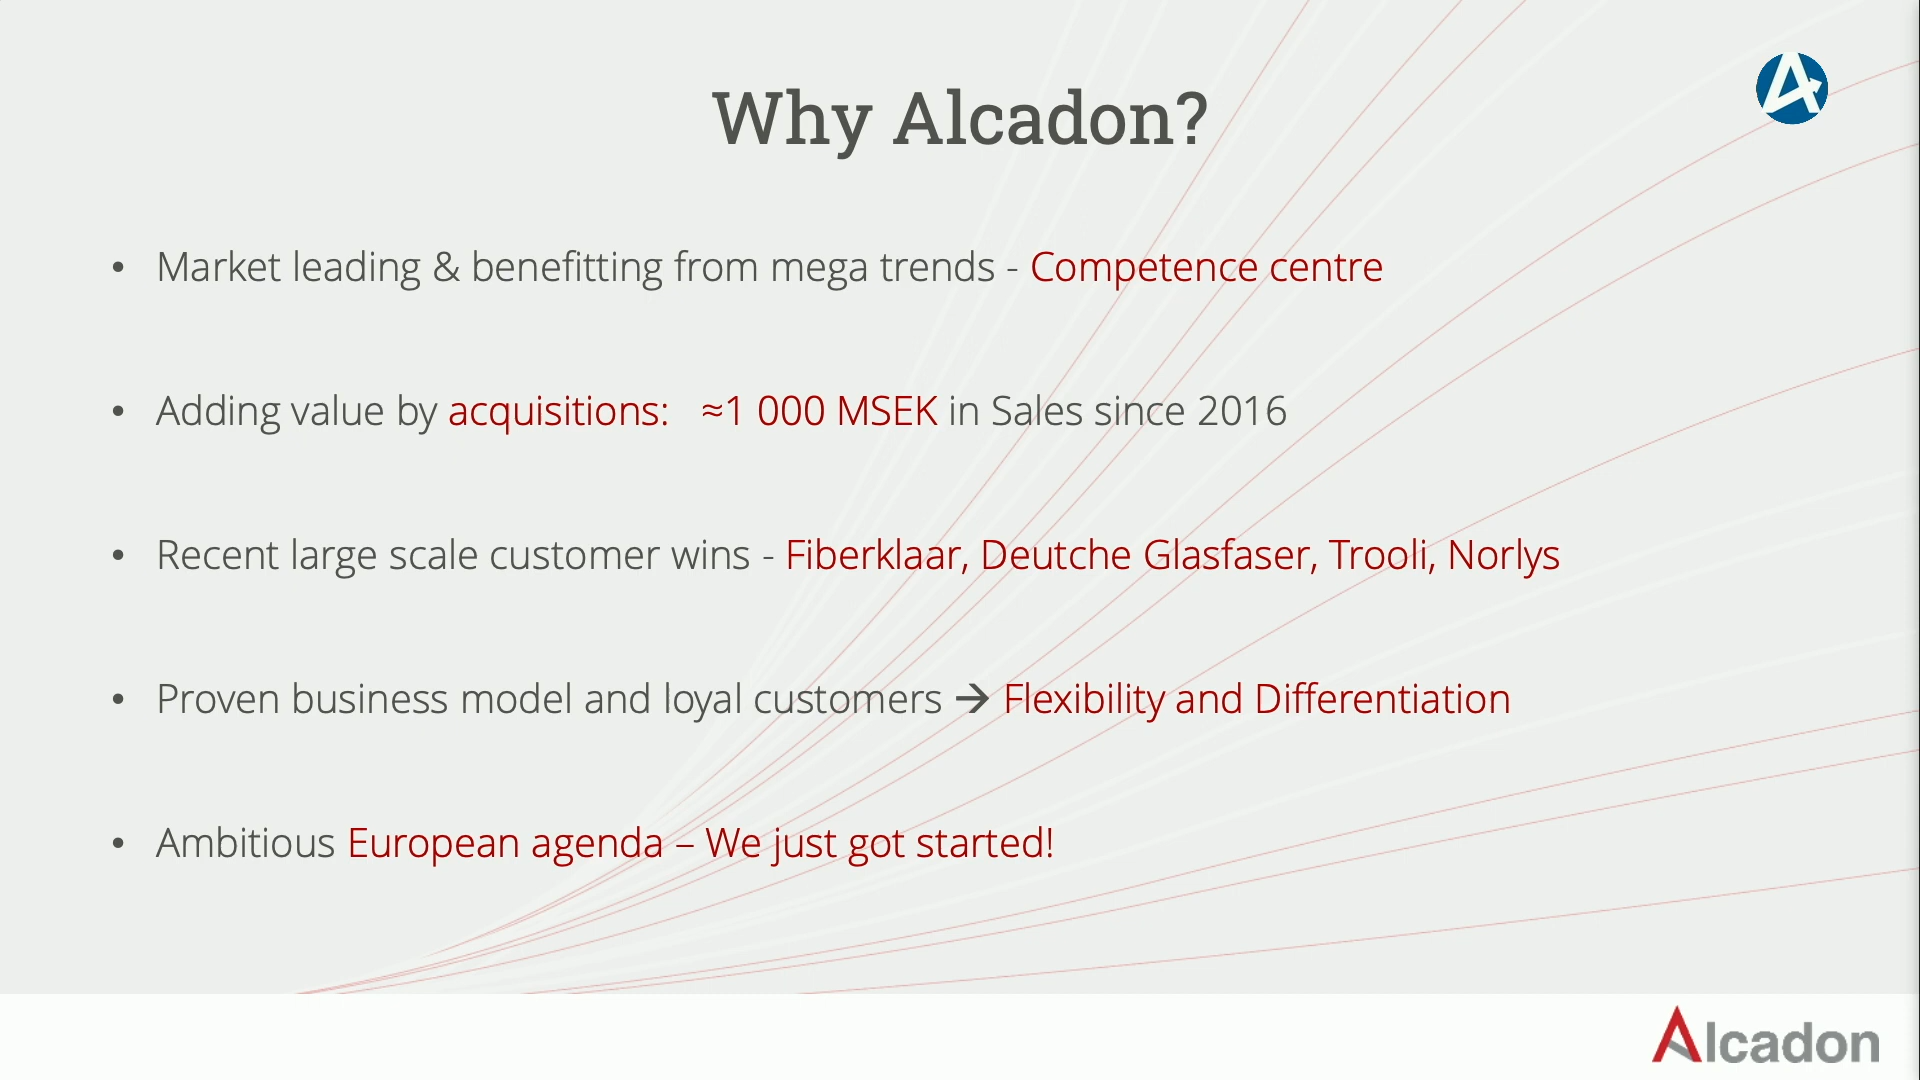 Why Alcadon?
• Market leading & benefitting from mega trends - Competence centre
• Adding value by acquisitions: ≈1 000 MSEK in Sales since 2016
• Recent large scale customer wins - Fiberklaar, Deutche Glasfaser, Trooli, Norlys
• Proven business model and loyal customers → Flexibility and Differentiation
• Ambitious European agenda – We just got started!
Alcadon